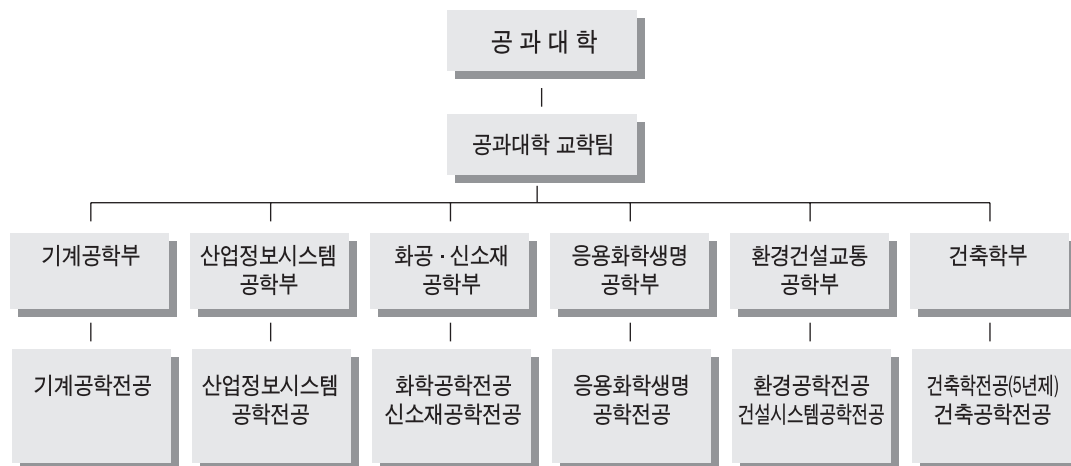 공 과 대 학
공과대학 교학팀
기계공학부
산업정보시스템
공학부
화공 · 신소재
공학부
응용화학생명
공학부
환경건설교통
공학부
건축학부
기계공학전공
산업정보시스템
공학전공
화학공학전공
신소재공학전공
응용화학생명
공학전공
환경공학전공
건설시스템공학전공
건축학전공(5년제)
건축공학전공